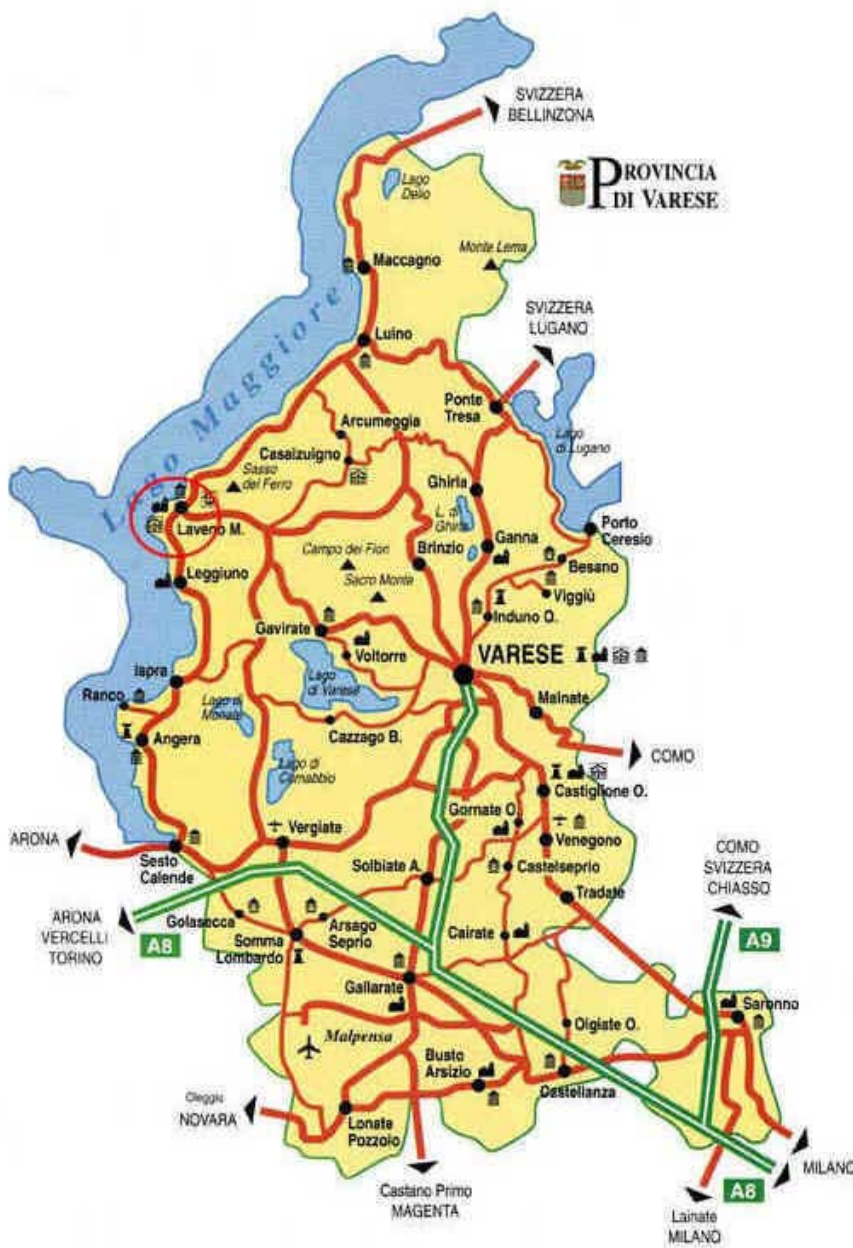 SVIZZERA
BELLINZONA
PROVINCIA
DI VARESE
Lago
Delio
Monte Lema
Maccagno
Lago Maggiore
SVIZZERA
LUGANO
Luino
Ponte
Tresa
Arcumeggia
Lago
di Lugano
Casalzuigno
Sasso
del Ferro
Ghirla
L. di
Ghirla
Laveno M.
Porto
Ceresio
Ganna
Campo dei Fiori
Brinzio
Besano
Leggiuno
Sacro Monte
Viggiù
Induno O.
Gavirate
Voltorre
VARESE
Ispra
Lago
di Varese
Ranco
Lago di
Monate
Malnate
Cazzago B.
Angera
COMO
Lago di
Comabbio
Castiglione O.
Gornate O.
Vergiate
Venegono
ARONA
Sesto
Calende
Solbiate A.
Castelseprio
COMO
SVIZZERA
CHIASSO
Tradate
ARONA
VERCELLI
TORINO
A8
Golasecca
Arsago
Seprio
Somma
Lombardo
Cairate
A9
Gallarate
Saronno
Malpensa
Olgiate O.
Busto
Arsizio
Castellanza
Oleggio
NOVARA
Lonate
Pozzolo
MILANO
Castano Primo
MAGENTA
A8
Lainate
MILANO